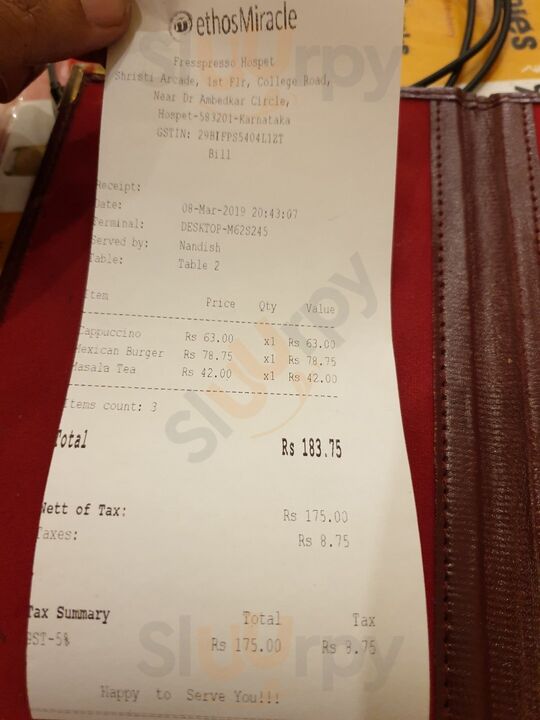 ethosMiracle
Fresspresso Hospet
Shristi Arcade, 1st Flr, College Road,
Near Dr Ambedkar Circle,
Hospet-583201-Karnataka
GSTIN: 29BIFPS5404L1ZT
Bill
Receipt:
Date: 08-Mar-2019 20:43:07
Terminal: DESKTOP-M62S245
Served by: Nandish
Table: Table 2
Item Price Qty Value
Cappuccino Rs 63.00 x1 Rs 63.00
Mexican Burger Rs 78.75 x1 Rs 78.75
Masala Tea Rs 42.00 x1 Rs 42.00
Items count: 3
Total Rs 183.75
Nett of Tax: Rs 175.00
Taxes: Rs 8.75
Tax Summary Total Tax
GST-5% Rs 175.00 Rs 8.75
Happy to Serve You!!!
Slurrpy
Slurrpy
Slurrpy